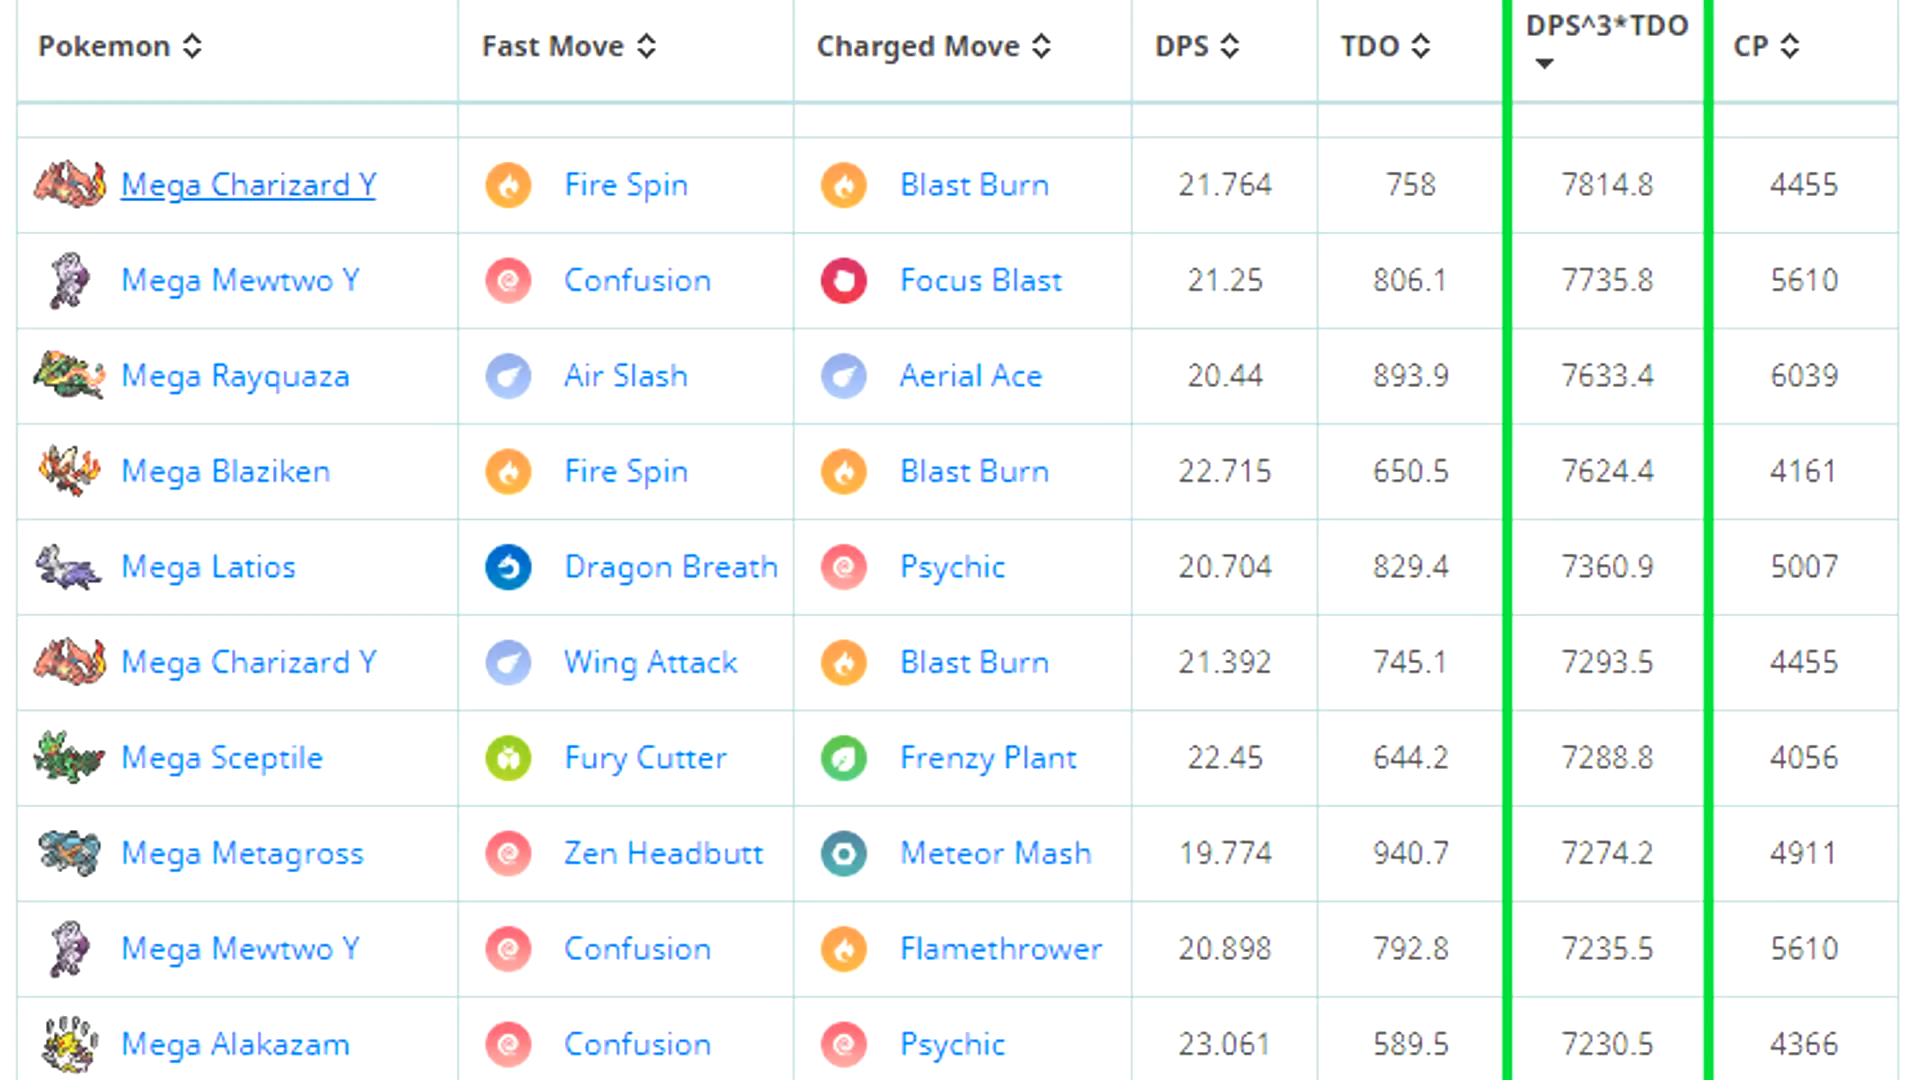 Pokemon Fast Move Charged Move DPS TDO DPS^3*TDO CP
Mega Charizard Y Fire Spin Blast Burn 21.764 758 7814.8 4455
Mega Mewtwo Y Confusion Focus Blast 21.25 806.1 7735.8 5610
Mega Rayquaza Air Slash Aerial Ace 20.44 893.9 7633.4 6039
Mega Blaziken Fire Spin Blast Burn 22.715 650.5 7624.4 4161
Mega Latios Dragon Breath Psychic 20.704 829.4 7360.9 5007
Mega Charizard Y Wing Attack Blast Burn 21.392 745.1 7293.5 4455
Mega Sceptile Fury Cutter Frenzy Plant 22.45 644.2 7288.8 4056
Mega Metagross Zen Headbutt Meteor Mash 19.774 940.7 7274.2 4911
Mega Mewtwo Y Confusion Flamethrower 20.898 792.8 7235.5 5610
Mega Alakazam Confusion Psychic 23.061 589.5 7230.5 4366